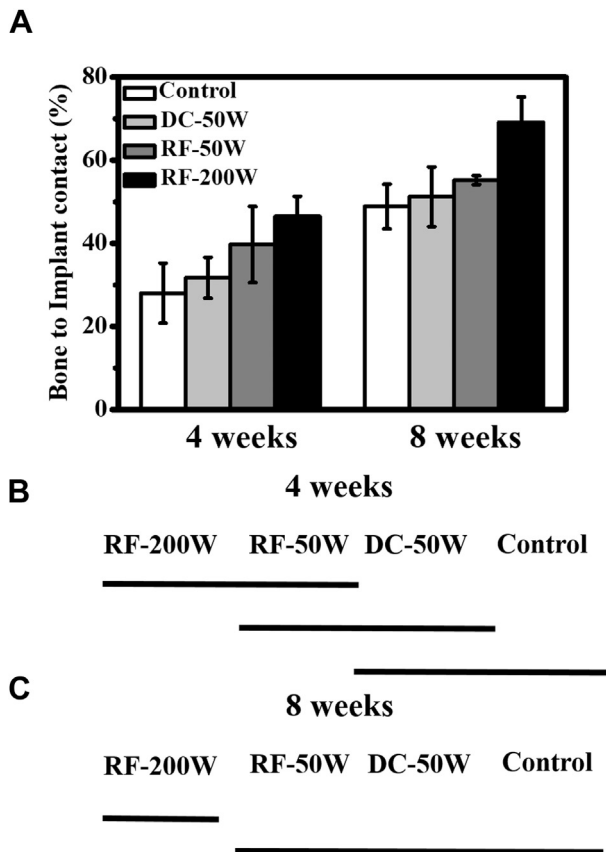 A
80
Control
DC-50W
RF-50W
RF-200W
60
40
20
0
Bone to Implant contact (%)
4 weeks 8 weeks
B
4 weeks
RF-200W RF-50W DC-50W Control
C
8 weeks
RF-200W RF-50W DC-50W Control